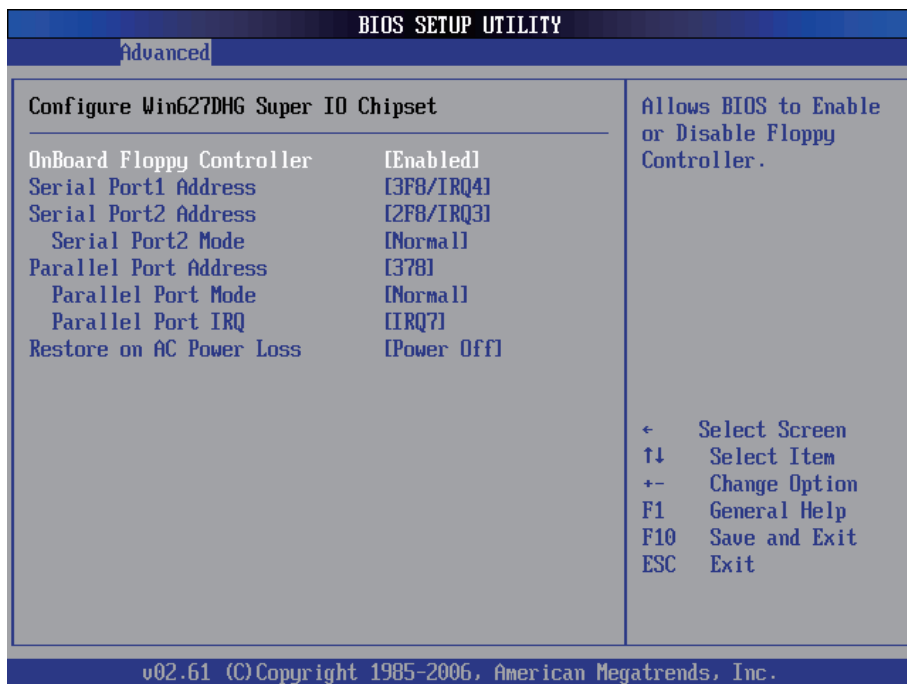 BIOS SETUP UTILITY
Advanced
Configure Win627DHG Super IO Chipset
OnBoard Floppy Controller [Enabled]
Serial Port1 Address [3F8/IRQ4]
Serial Port2 Address [2F8/IRQ3]
Serial Port2 Mode [Normal]
Parallel Port Address [378]
Parallel Port Mode [Normal]
Parallel Port IRQ [IRQ7]
Restore on AC Power Loss [Power Off]
Allows BIOS to Enable
or Disable Floppy
Controller.
← Select Screen
↑↓ Select Item
+- Change Option
F1 General Help
F10 Save and Exit
ESC Exit
v02.61 (C)Copyright 1985-2006, American Megatrends, Inc.